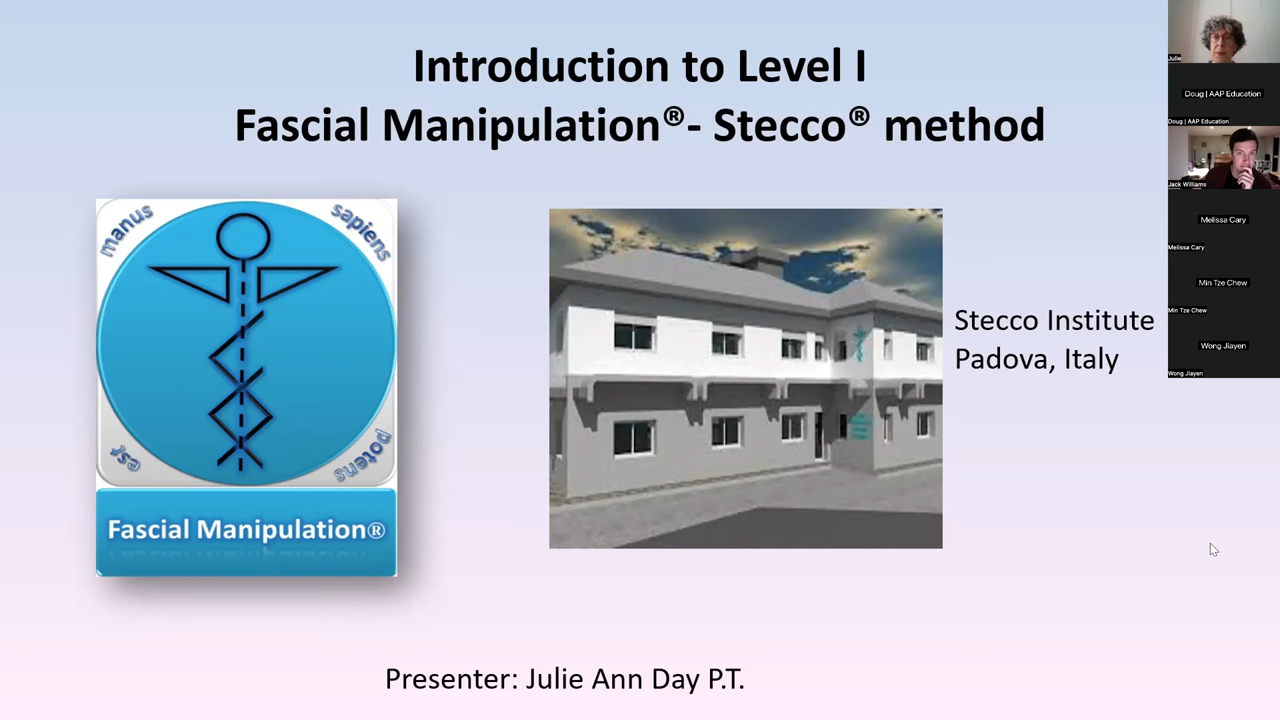 Introduction to Level I
Fascial Manipulation®- Stecco® method
manus
sapiens
est
potens
Fascial Manipulation®
Stecco Institute
Padova, Italy
Presenter: Julie Ann Day P.T.
Julie
Doug | AAP Education
Doug | AAP Education
Jack Williams
Melissa Cary
Melissa Cary
Min Tze Chew
Min Tze Chew
Wong Jiayen
Wong Jiayen